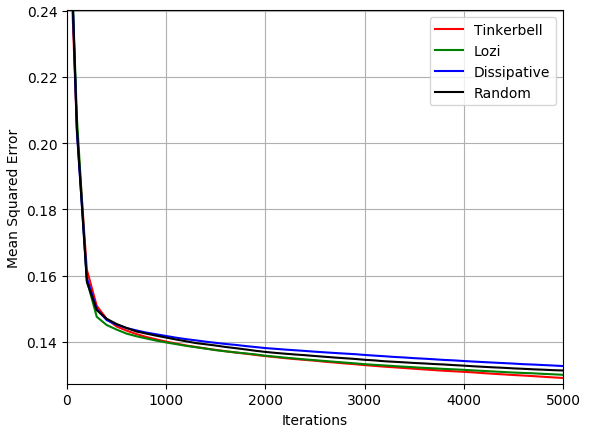 0.24
0.22
0.20
0.18
0.16
0.14
Mean Squared Error
Tinkerbell
Lozi
Dissipative
Random
0
1000
2000
3000
4000
5000
Iterations